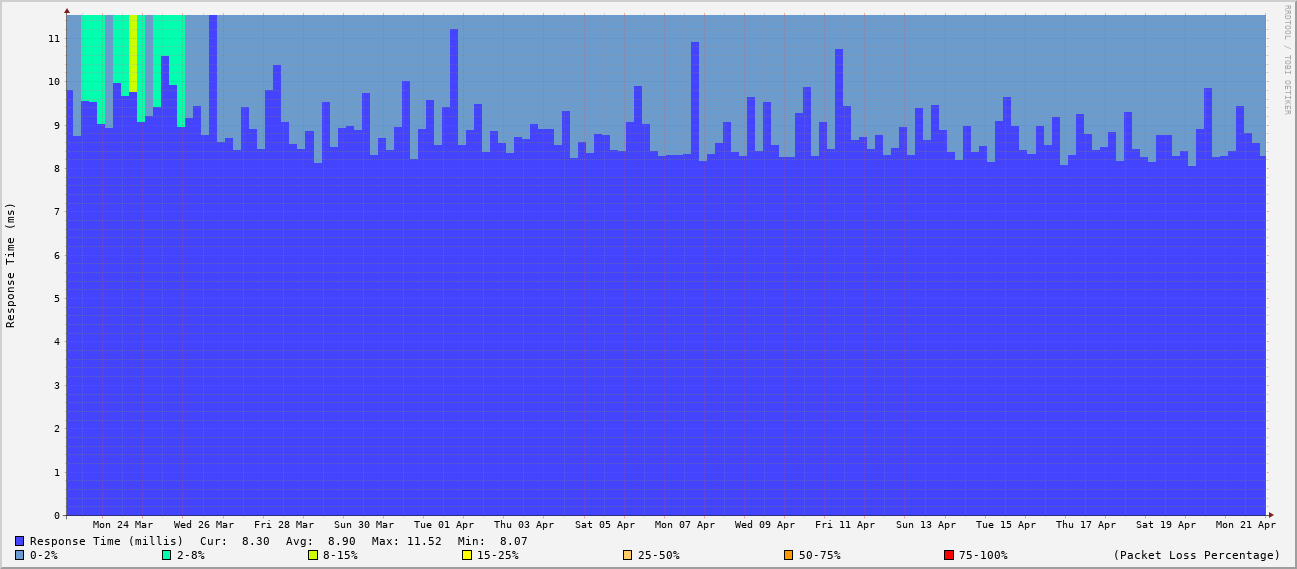 RRDTOOL / TOBI OETIKER
Response Time (ms)
11
10
9
8
7
6
5
4
3
2
1
0
Mon 24 Mar Wed 26 Mar Fri 28 Mar Sun 30 Mar Tue 01 Apr Thu 03 Apr Sat 05 Apr Mon 07 Apr Wed 09 Apr Fri 11 Apr Sun 13 Apr Tue 15 Apr Thu 17 Apr Sat 19 Apr Mon 21 Apr
Response Time (millis) Cur: 8.30 Avg: 8.90 Max: 11.52 Min: 8.07
0-2% 2-8% 8-15% 15-25% 25-50% 50-75% 75-100% (Packet Loss Percentage)